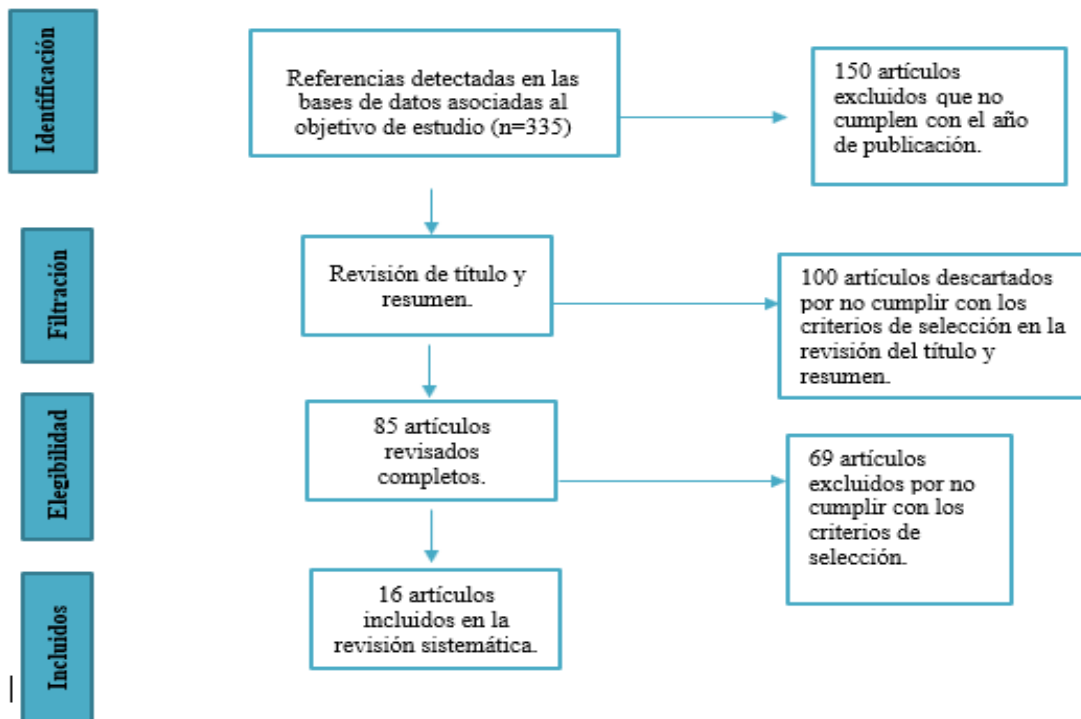 Identificación
Referencias detectadas en las
bases de datos asociadas al
objetivo de estudio (n=335)
150 artículos
excluidos que no
cumplen con el año
de publicación.
Filtración
Revisión de título y
resumen.
100 artículos descartados
por no cumplir con los
criterios de selección en la
revisión del título y
resumen.
Elegibilidad
85 artículos
revisados
completos.
69 artículos
excluidos por no
cumplir con los
criterios de
selección.
Incluidos
16 artículos
incluidos en la
revisión sistemática.